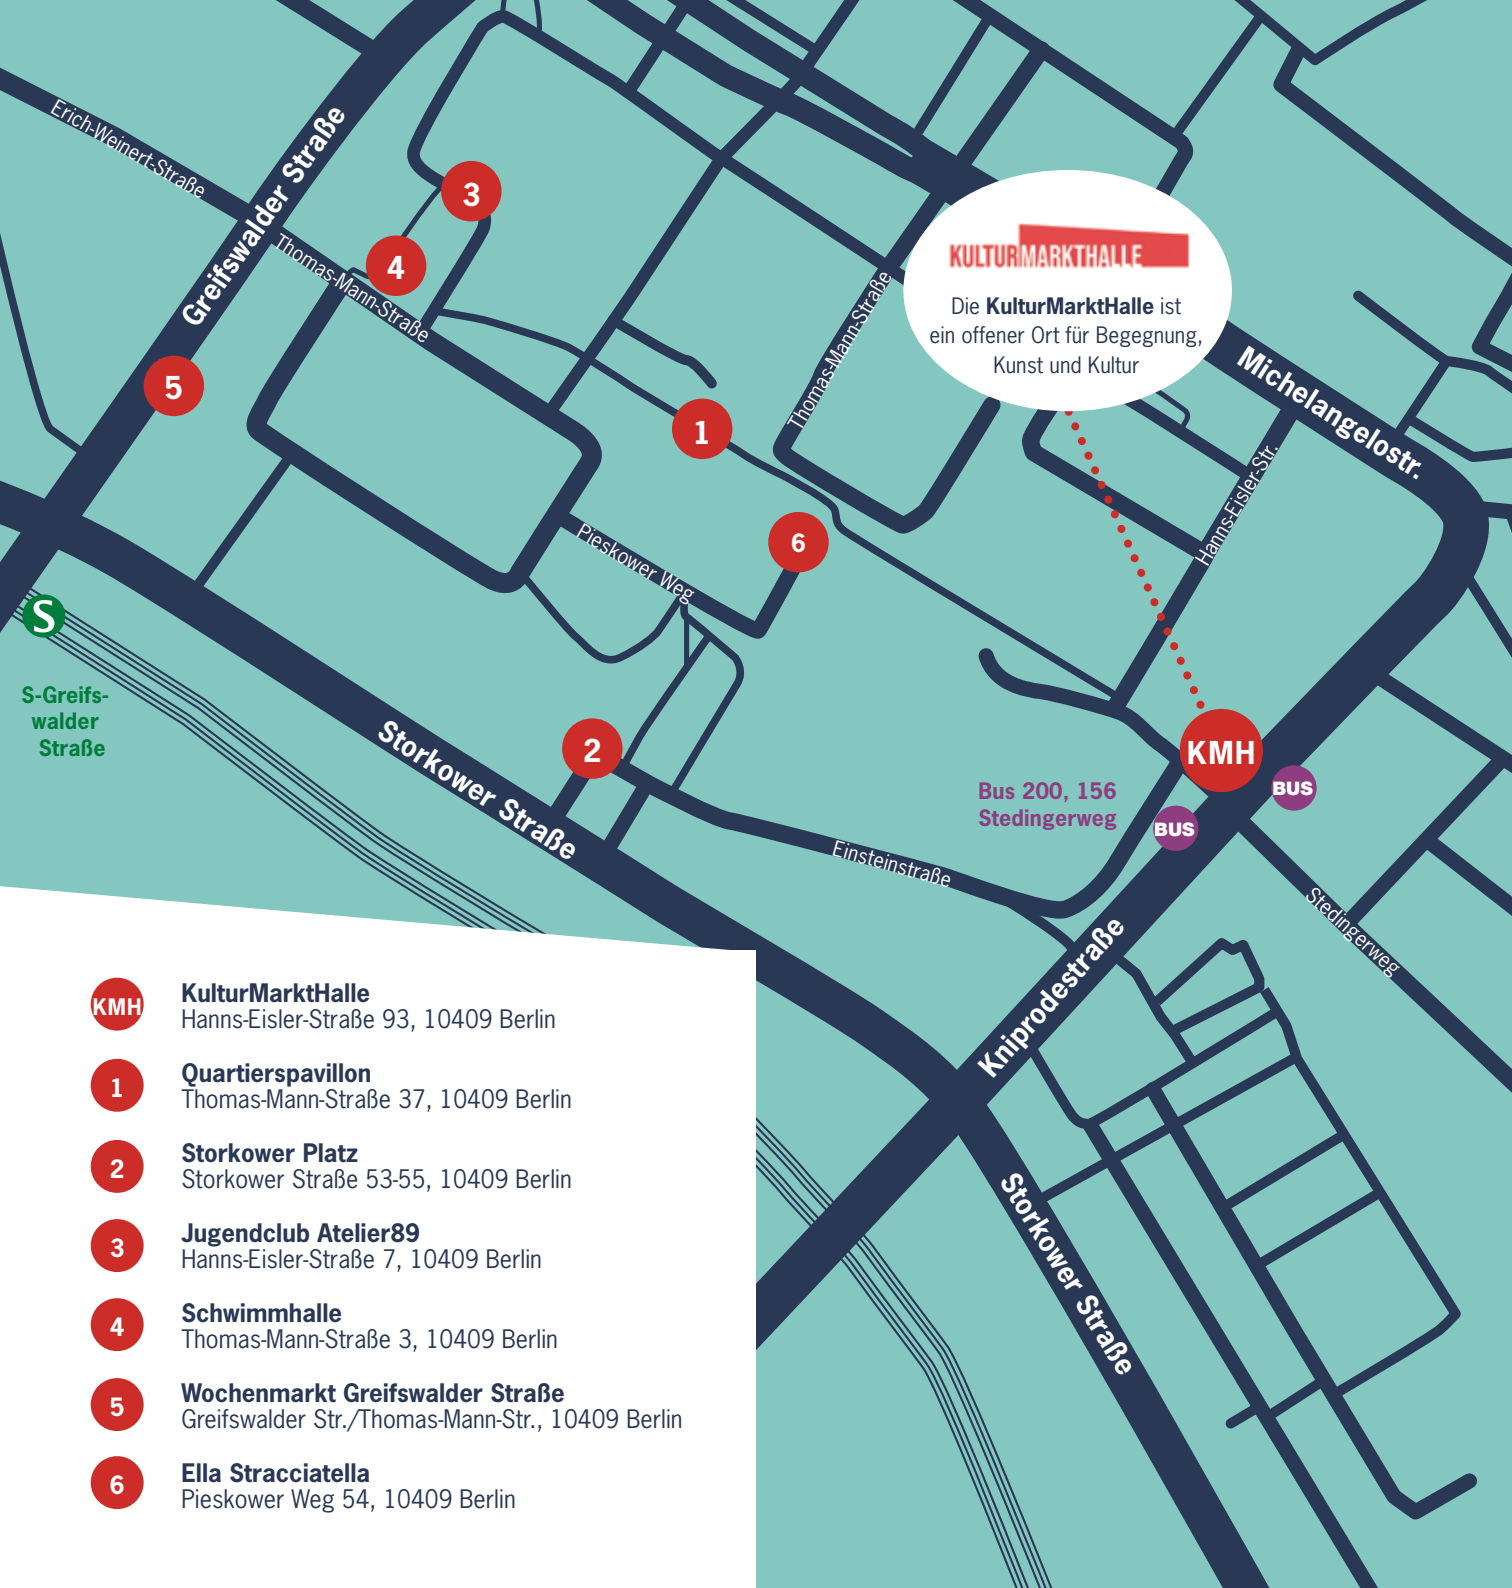 Erich-Weinert-Straße
Greifswalder Straße
3
4
Thomas-Mann-Straße
5
KULTURMARKTHALLE
Die KulturMarktHalle ist
ein offener Ort für Begegnung,
Kunst und Kultur
Thomas-Mann-Straße
Michelangelostr.
1
Hanns-Eisler-Str.
6
Pieskower Weg
S
S-Greifs-
walder
Straße
Storkower Straße
2
KMH
Bus 200, 156
Stedingerweg
BUS
BUS
Einsteinstraße
Stedingerweg
Kniprodestraße
Storkower Straße
KMH
KulturMarktHalle
Hanns-Eisler-Straße 93, 10409 Berlin
1
Quartierspavillon
Thomas-Mann-Straße 37, 10409 Berlin
2
Storkower Platz
Storkower Straße 53-55, 10409 Berlin
3
Jugendclub Atelier89
Hanns-Eisler-Straße 7, 10409 Berlin
4
Schwimmhalle
Thomas-Mann-Straße 3, 10409 Berlin
5
Wochenmarkt Greifswalder Straße
Greifswalder Str./Thomas-Mann-Str., 10409 Berlin
6
Ella Stracciatella
Pieskower Weg 54, 10409 Berlin